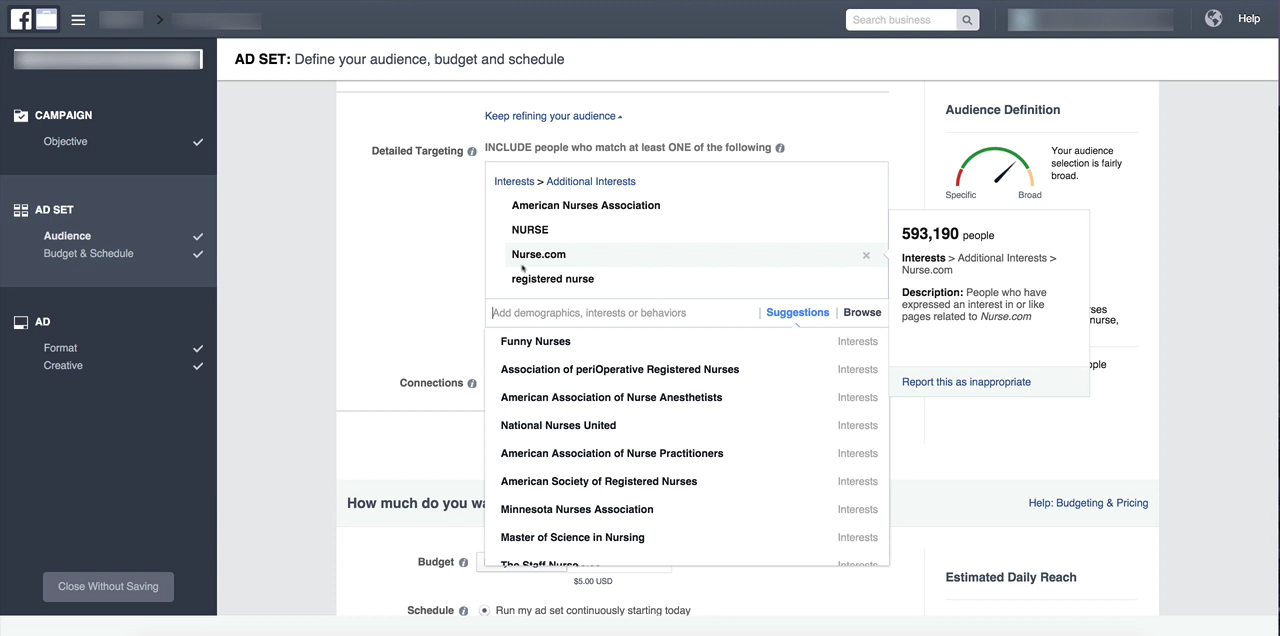 f
>
Search business
Help
AD SET: Define your audience, budget and schedule
CAMPAIGN
Objective
AD SET
Audience
Budget & Schedule
AD
Format
Creative
Close Without Saving
Keep refining your audience
Detailed Targeting
INCLUDE people who match at least ONE of the following
Interests > Additional Interests
American Nurses Association
NURSE
Nurse.com
registered nurse
Add demographics, interests or behaviors | Suggestions | Browse
Funny Nurses Interests
Association of periOperative Registered Nurses Interests
American Association of Nurse Anesthetists Interests
National Nurses United Interests
American Association of Nurse Practitioners Interests
American Society of Registered Nurses Interests
Minnesota Nurses Association Interests
Master of Science in Nursing Interests
The Staff Nurse Interests
Connections
How much do you wa
Help: Budgeting & Pricing
Budget
$5.00 USD
Schedule
Run my ad set continuously starting today
Audience Definition
Your audience
selection is fairly
broad.
Specific
Broad
593,190 people
Interests > Additional Interests >
Nurse.com
Description: People who have
expressed an interest in or like
pages related to Nurse.com
Report this as inappropriate
rses
nurse,
ople
Estimated Daily Reach